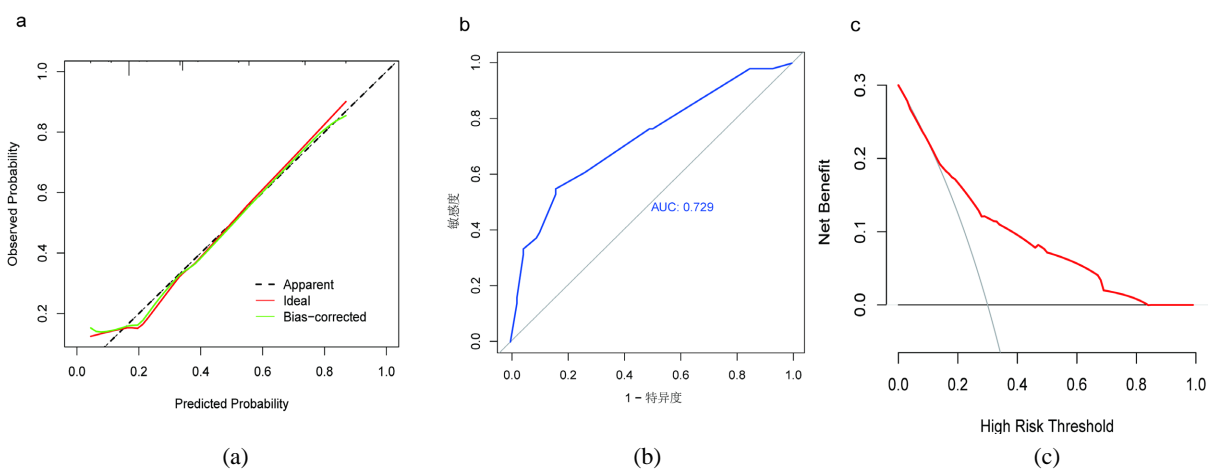 a
Observed Probability
1.0
0.8
0.6
0.4
0.2
Apparent
Ideal
Bias−corrected
0.0 0.2 0.4 0.6 0.8 1.0
Predicted Probability
(a)
b
敏感度
1.0
0.8
0.6
0.4
0.2
0.0
AUC: 0.729
0.0 0.2 0.4 0.6 0.8 1.0
1 − 特异度
(b)
c
Net Benefit
0.3
0.2
0.1
0.0
0.0 0.2 0.4 0.6 0.8 1.0
High Risk Threshold
(c)